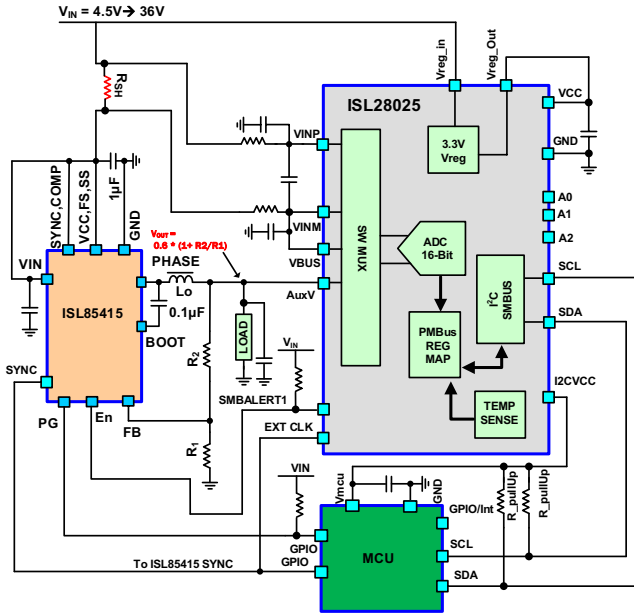 VIN = 4.5V→ 36V
RSH
Vreg_in
Vreg_Out
ISL28025
VCC
3.3V
Vreg
GND
VINP
SYNC,COMP
VCC,FS,SS
1µF
GND
A0
A1
A2
VINM
SW MUX
ADC
16-Bit
VOUT =
0.6 * (1+ R2/R1)
VBUS
VIN
PHASE
Lo
AuxV
SCL
I²C
SMBUS
ISL85415
0.1µF
SDA
BOOT
LOAD
PMBus
REG
MAP
VIN
R2
SYNC
I2CVCC
PG
En
FB
SMBALERT1
TEMP
SENSE
EXT CLK
R1
VIN
Vmcu
GND
R_pullUp
R_pullUp
GPIO/Int
GPIO
MCU
SCL
GPIO
To ISL85415 SYNC
SDA